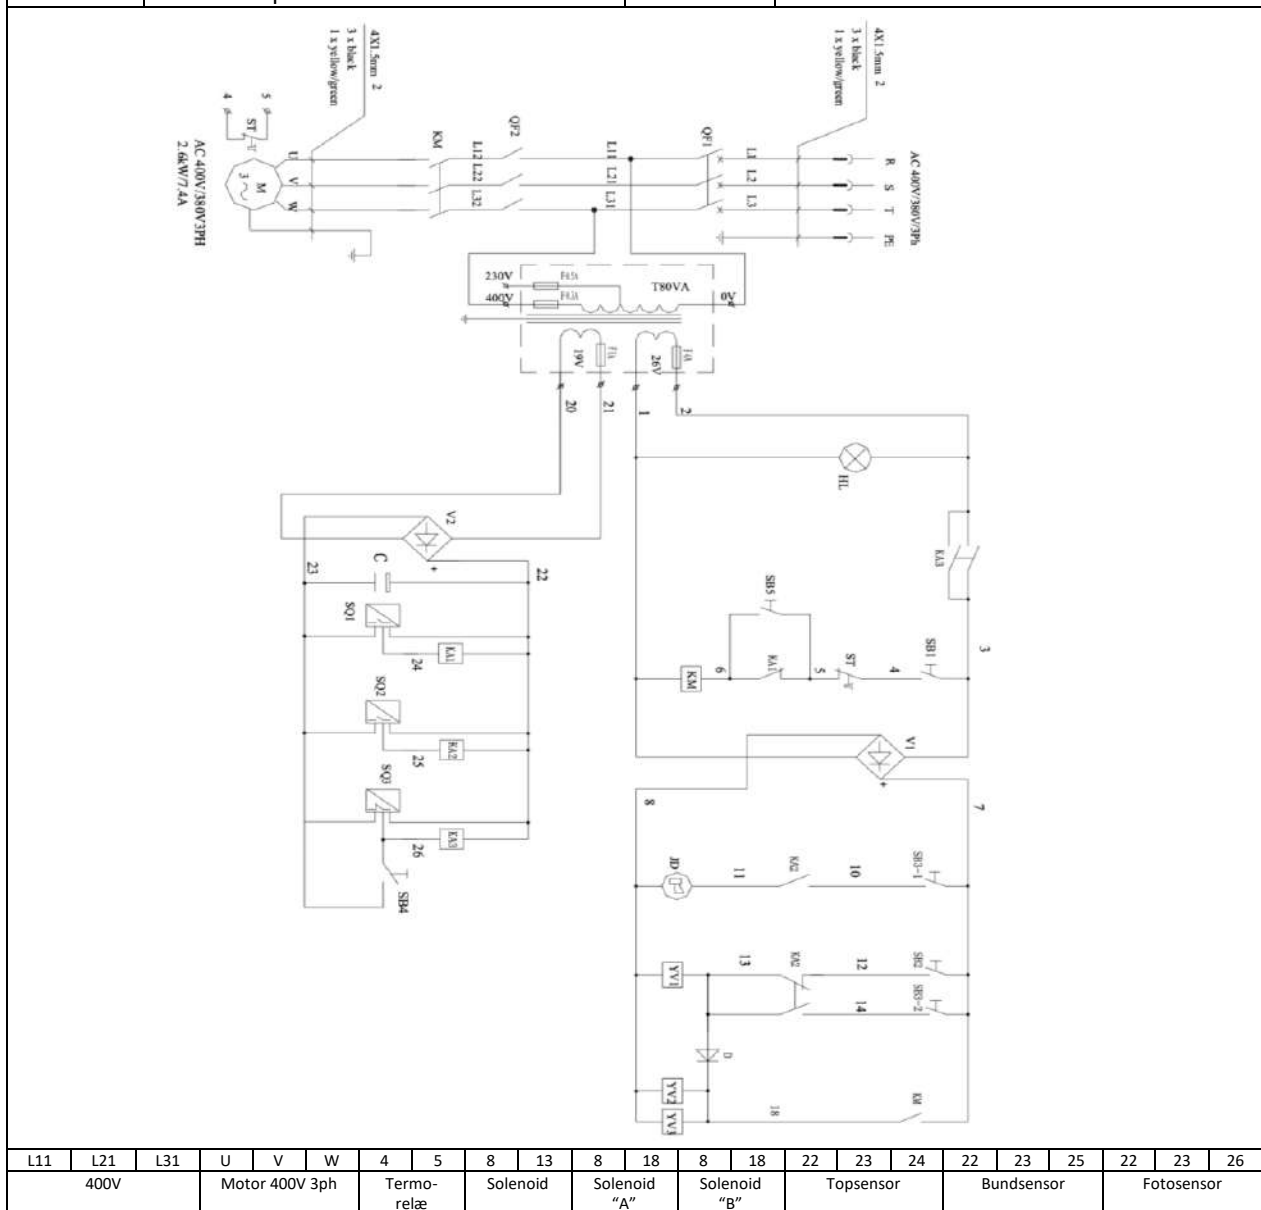 4X1.5mm 2
3 x black
1 x yellow/green
4X1.5mm 2
3 x black
1 x yellow/green
AC 400V/380V/3Ph
R
S
T
PE
QF1
L1
L2
L3
L11
L21
L31
QF2
L12
L22
L32
KM
U
V
W
M
3
ST
4
5
AC 400V/380V3PH
2.6kW/7.4A
230V
400V
T80VA
0V
19V
26V
20
21
1
2
HL
KA3
3
V2
C
23
22
SQ1
24
KA1
SQ2
25
KA2
SQ3
26
KA3
SB4
SB5
SB1
KM
6
KA1
5
ST
4
V1
8
7
JD
11
KA2
10
SB3-1
YV1
13
KA2
12
SB2
14
SB3-2
D
YV2
YV3
18
KM
L11 L21 L31 U V W 4 5 8 13 8 18 8 18 22 23 24 22 23 25 22 23 26
400V Motor 400V 3ph Termo- Solenoid Solenoid Solenoid Topsensor Bundsensor Fotosensor
relæ "A" "B"